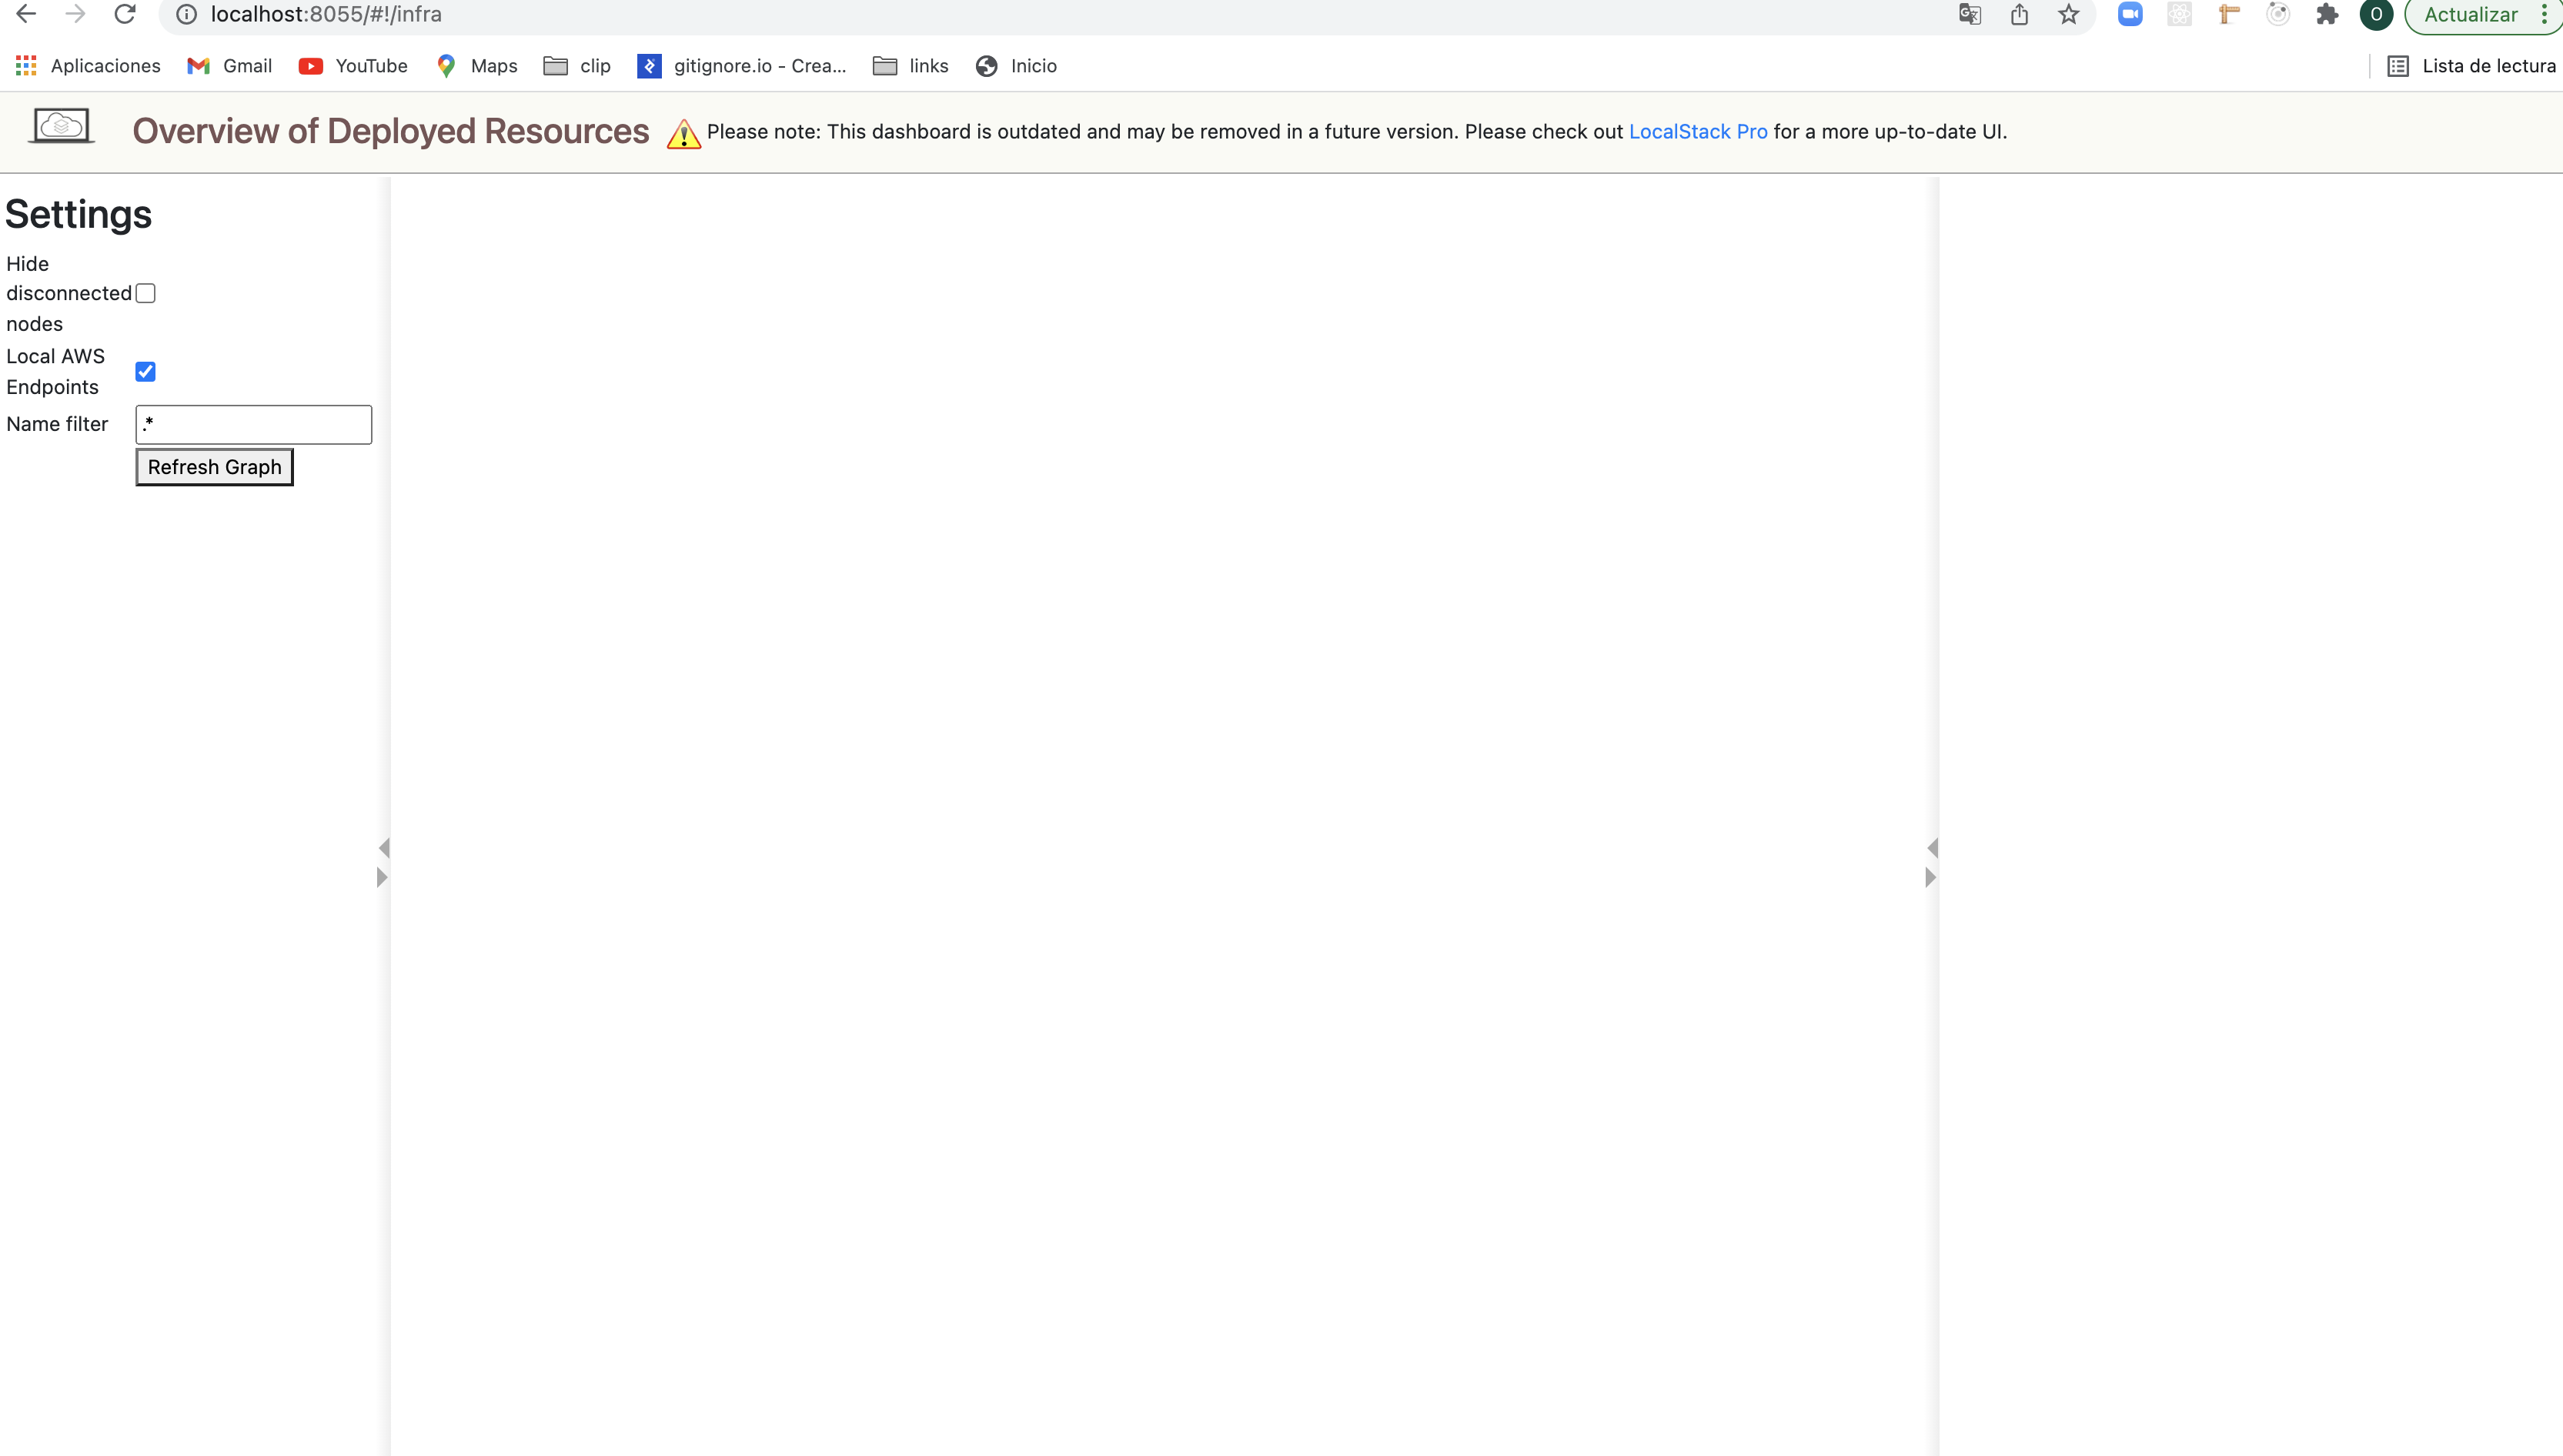 localhost:8055/#!/infra
O
Actualizar
Aplicaciones Gmail YouTube Maps clip gitignore.io - Crea... links Inicio Lista de lectura
Overview of Deployed Resources Please note: This dashboard is outdated and may be removed in a future version. Please check out LocalStack Pro for a more up-to-date UI.
Settings
Hide
disconnected
nodes
Local AWS
Endpoints
Name filter .*
Refresh Graph